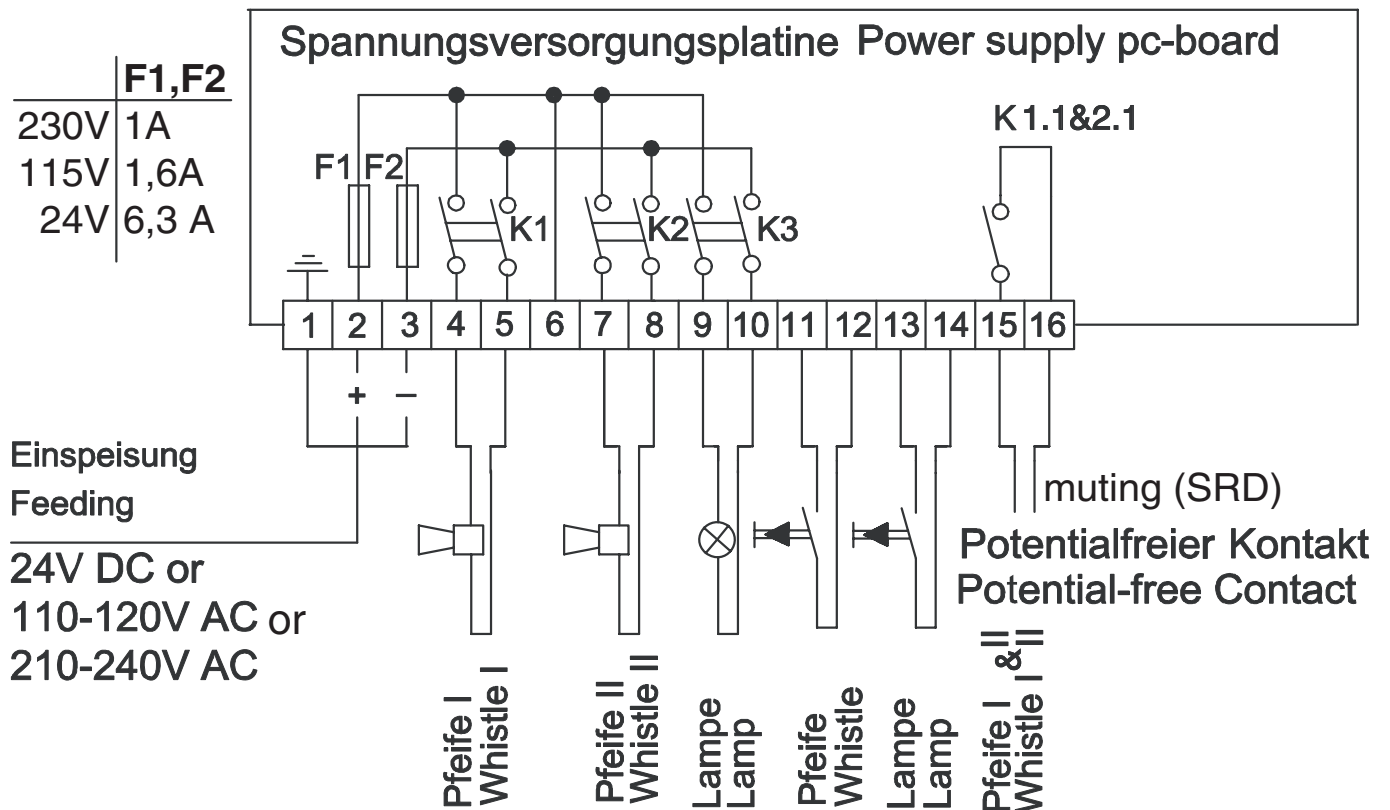 Spannungsversorgungsplatine Power supply pc-board
F1,F2
230V 1A
115V 1,6A
24V 6,3 A
F1 F2
K1
K2
K3
K1.1&2.1
1 2 3 4 5 6 7 8 9 10 11 12 13 14 15 16
+ −
Einspeisung
Feeding
24V DC or
110-120V AC or
210-240V AC
muting (SRD)
Potentialfreier Kontakt
Potential-free Contact
Pfeife I
Whistle I
Pfeife II
Whistle II
Lampe
Lamp
Pfeife
Whistle
Lampe
Lamp
Pfeife I & II
Whistle I & II